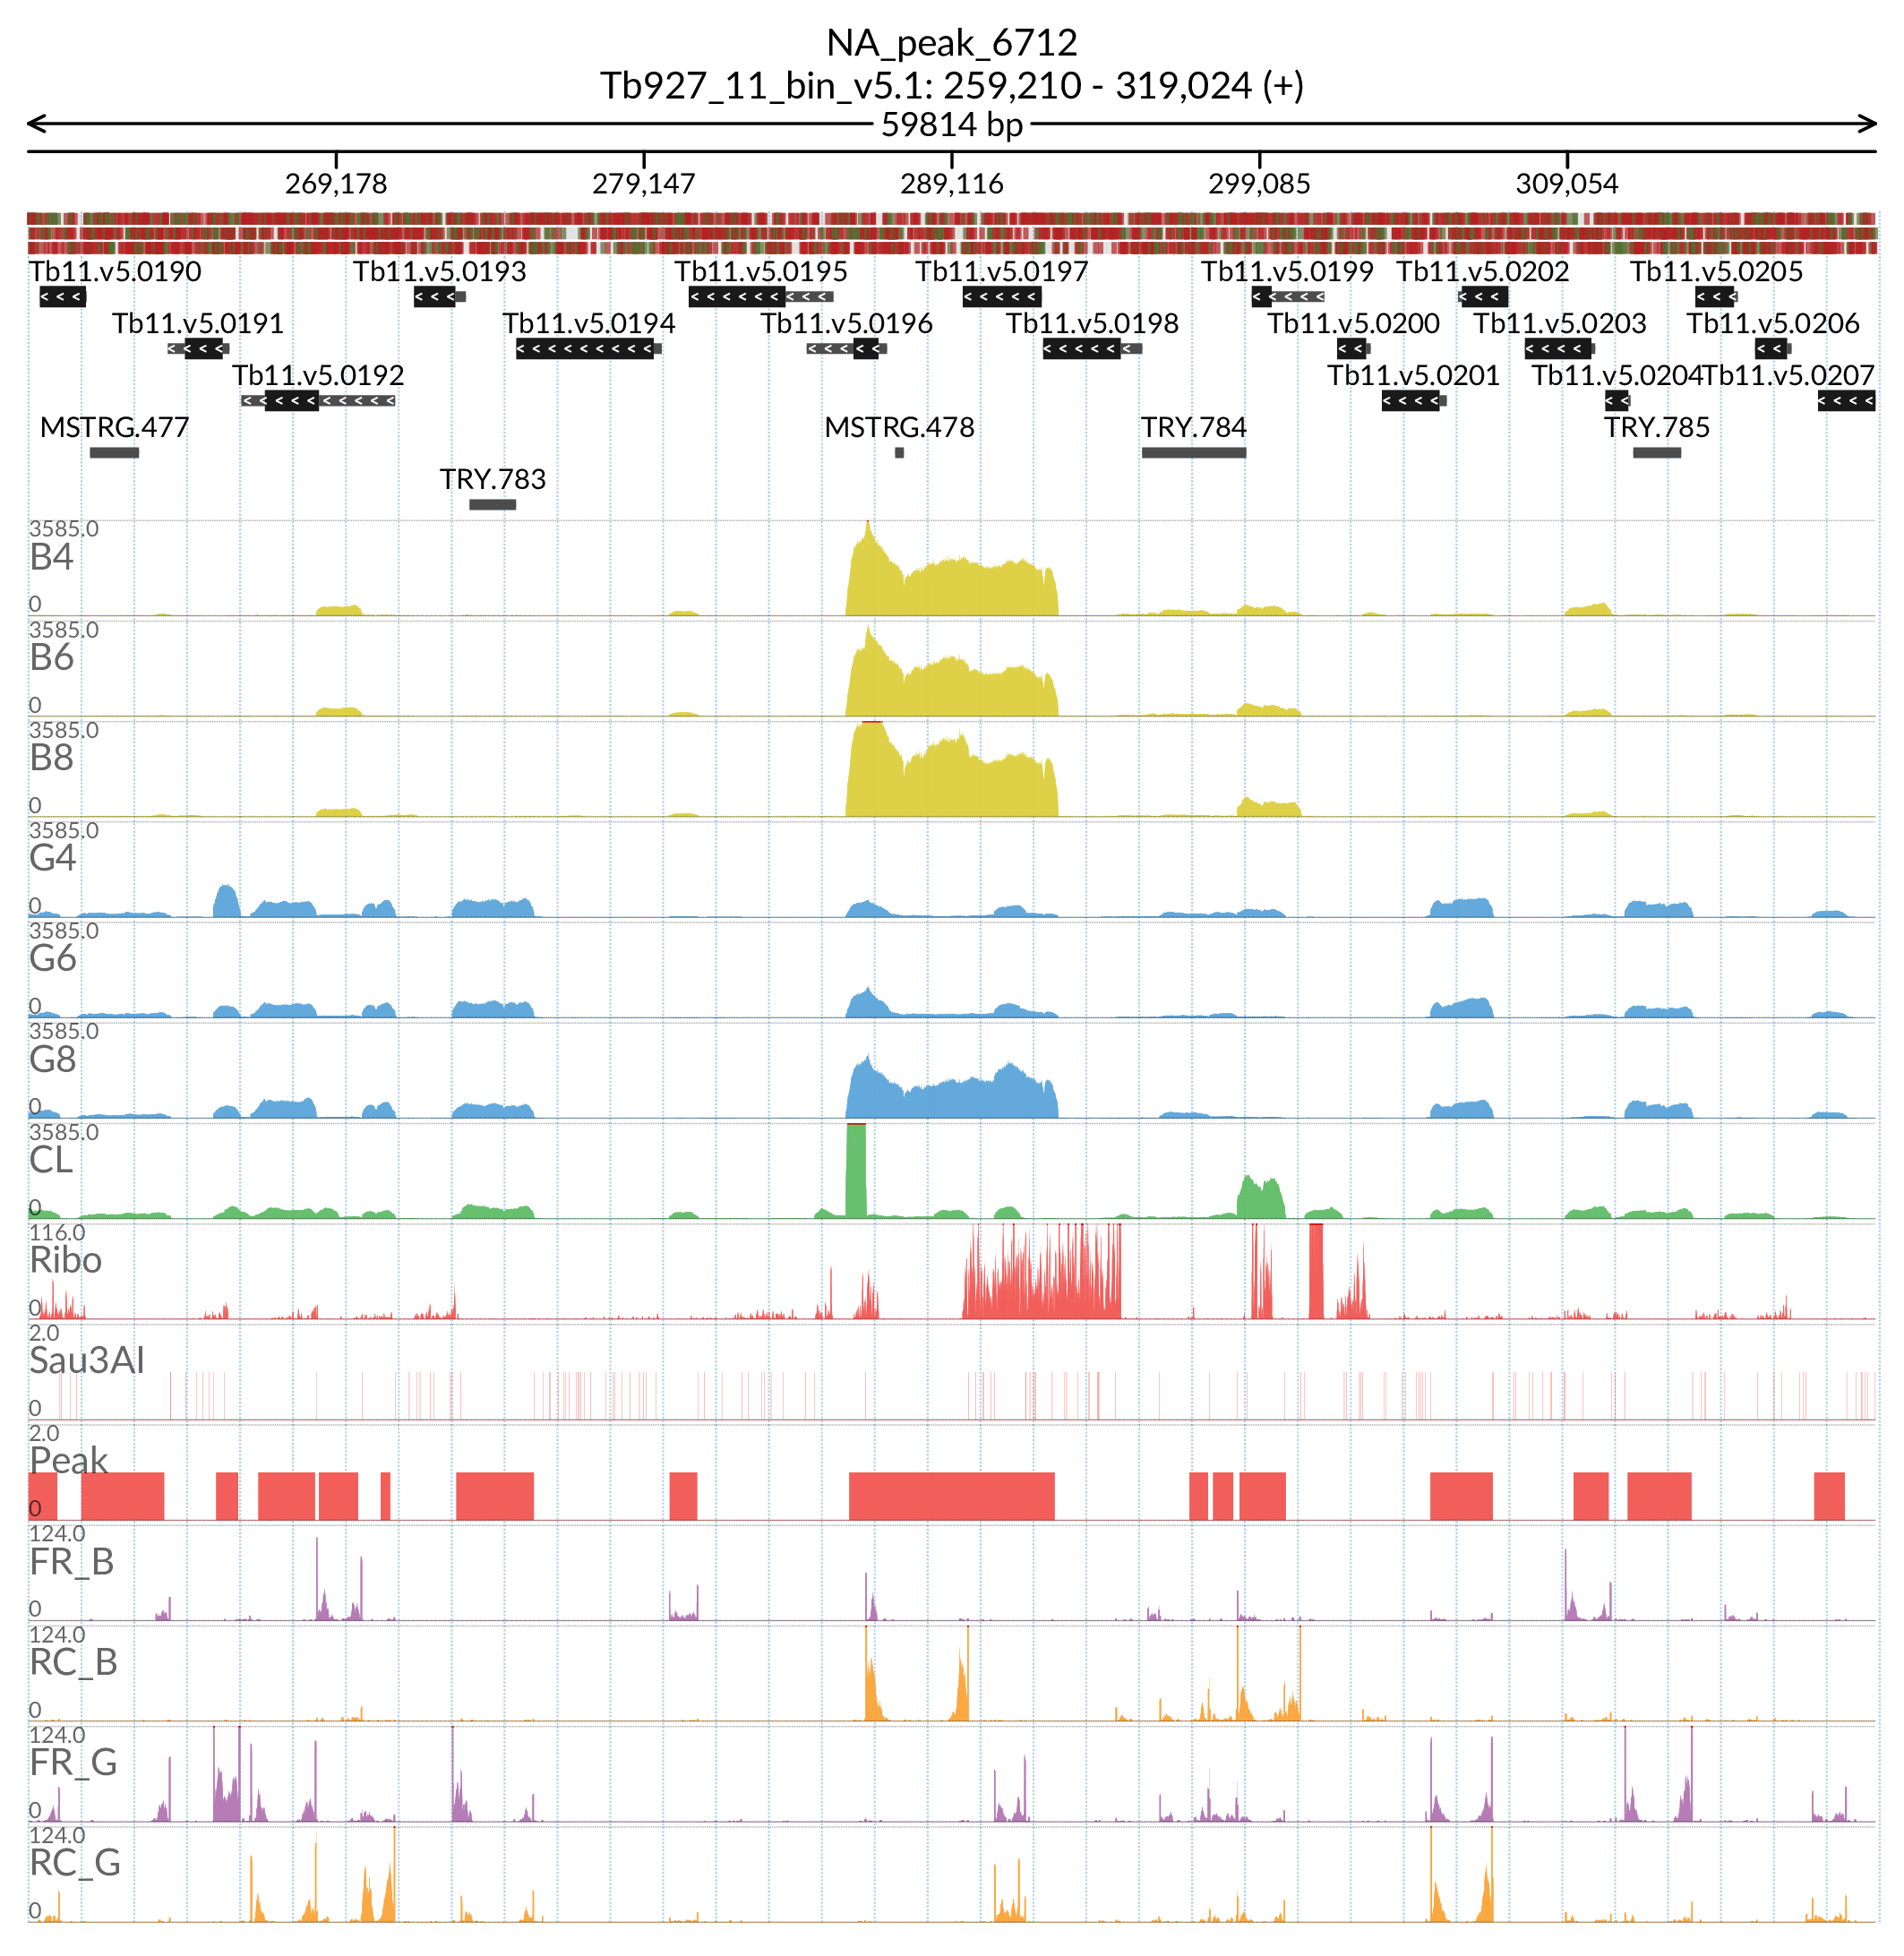 NA_peak_6712
Tb927_11_bin_v5.1: 259,210 - 319,024 (+)
59814 bp
269,178 279,147 289,116 299,085 309,054
Tb11.v5.0190 Tb11.v5.0193 Tb11.v5.0195 Tb11.v5.0197 Tb11.v5.0199 Tb11.v5.0202 Tb11.v5.0205
Tb11.v5.0191 Tb11.v5.0194 Tb11.v5.0196 Tb11.v5.0198 Tb11.v5.0200 Tb11.v5.0203 Tb11.v5.0206
Tb11.v5.0192 Tb11.v5.0201 Tb11.v5.0204 Tb11.v5.0207
MSTRG.477 MSTRG.478 TRY.784 TRY.785
TRY.783
3585.0
B4
0
3585.0
B6
0
3585.0
B8
0
3585.0
G4
0
3585.0
G6
0
3585.0
G8
0
3585.0
CL
0
116.0
Ribo
0
2.0
Sau3AI
0
2.0
Peak
0
124.0
FR_B
0
124.0
RC_B
0
124.0
FR_G
0
124.0
RC_G
0